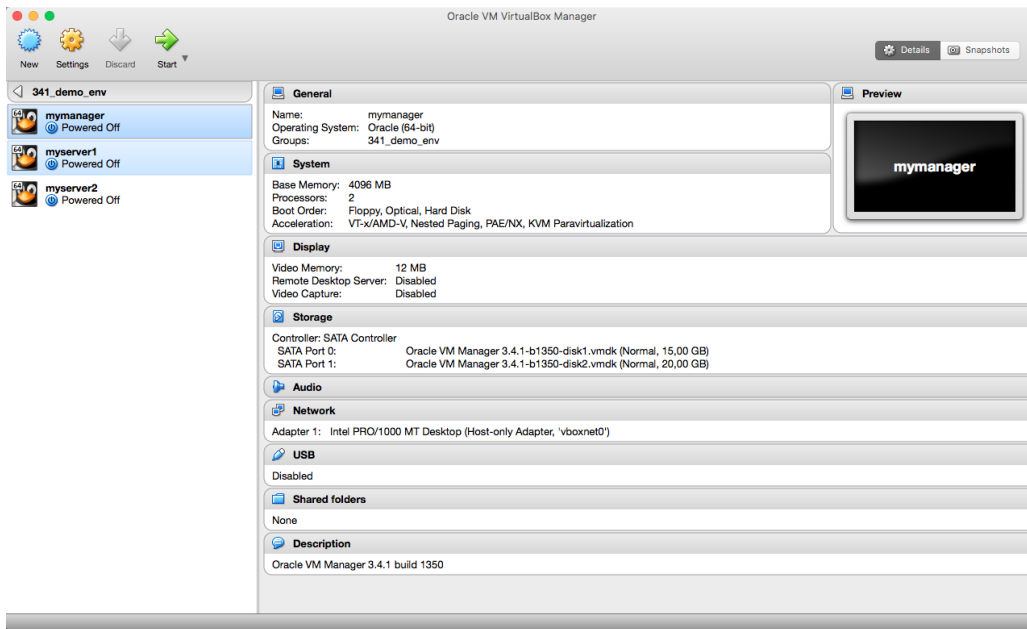 Oracle VM VirtualBox Manager
New Settings Discard Start
Details Snapshots
341_demo_env
64 mymanager
Powered Off
64 myserver1
Powered Off
64 myserver2
Powered Off
General
Name: mymanager
Operating System: Oracle (64-bit)
Groups: 341_demo_env
Preview
mymanager
System
Base Memory: 4096 MB
Processors: 2
Boot Order: Floppy, Optical, Hard Disk
Acceleration: VT-x/AMD-V, Nested Paging, PAE/NX, KVM Paravirtualization
Display
Video Memory: 12 MB
Remote Desktop Server: Disabled
Video Capture: Disabled
Storage
Controller: SATA Controller
SATA Port 0: Oracle VM Manager 3.4.1-b1350-disk1.vmdk (Normal, 15,00 GB)
SATA Port 1: Oracle VM Manager 3.4.1-b1350-disk2.vmdk (Normal, 20,00 GB)
Audio
Network
Adapter 1: Intel PRO/1000 MT Desktop (Host-only Adapter, 'vboxnet0')
USB
Disabled
Shared folders
None
Description
Oracle VM Manager 3.4.1 build 1350